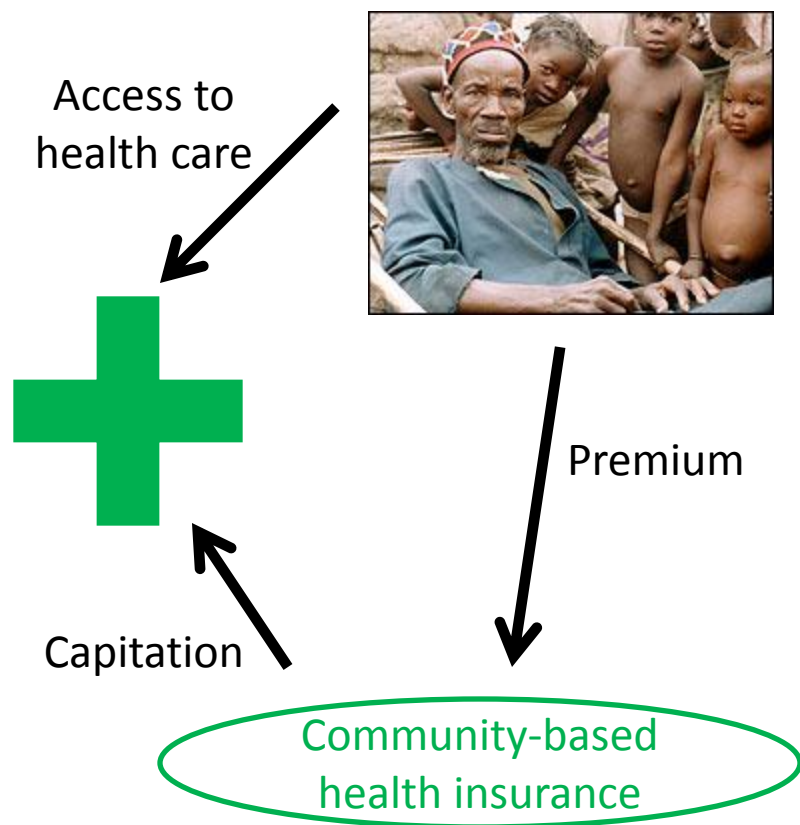 Access to
health care
Premium
Capitation
Community-based
health insurance